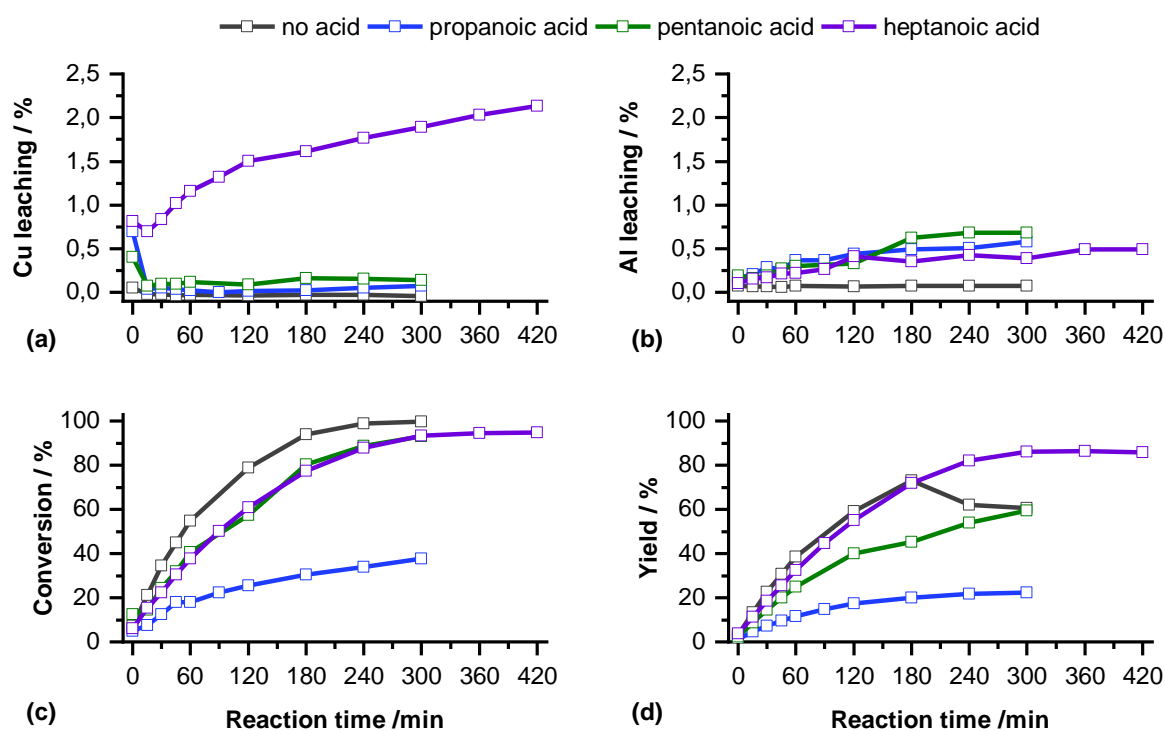 no acid propanoic acid pentanoic acid heptanoic acid
2,5
2,0
1,5
1,0
0,5
0,0
Cu leaching / %
0 60 120 180 240 300 360 420
(a)
2,5
2,0
1,5
1,0
0,5
0,0
Al leaching / %
0 60 120 180 240 300 360 420
(b)
100
80
60
40
20
0
Conversion / %
0 60 120 180 240 300 360 420
(c) Reaction time /min
100
80
60
40
20
0
Yield / %
0 60 120 180 240 300 360 420
(d) Reaction time /min